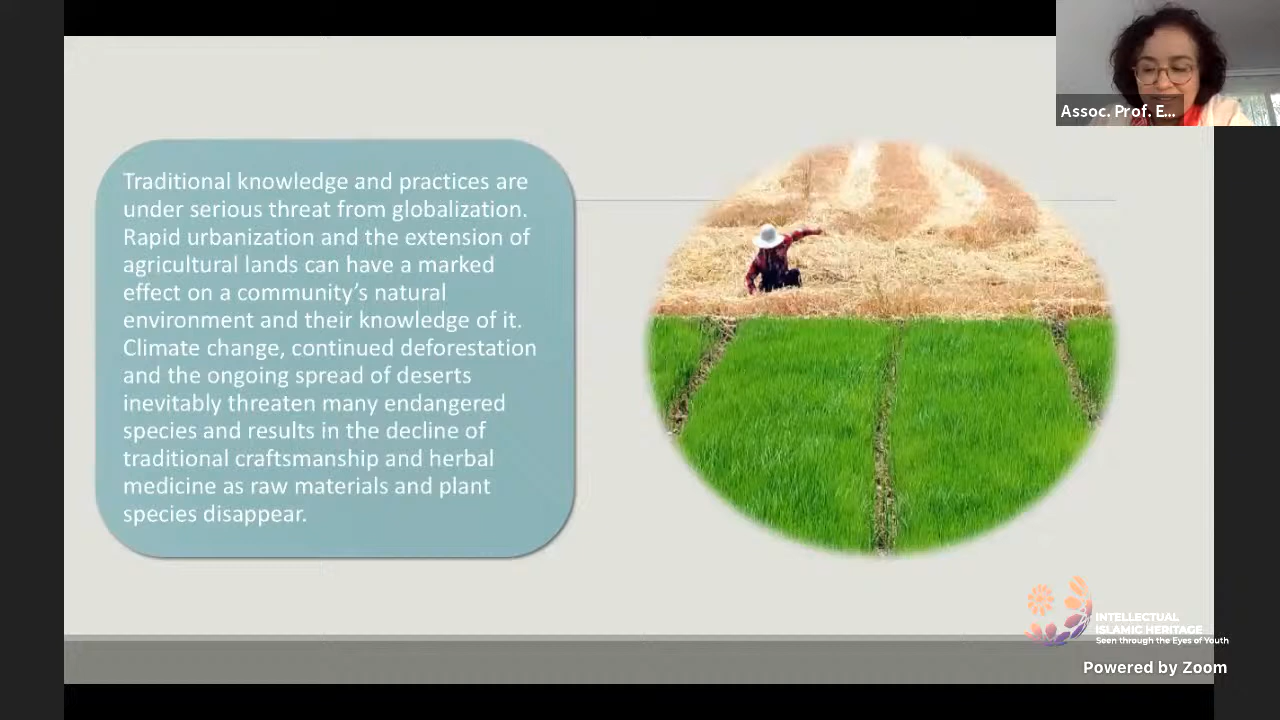 Assoc. Prof. E...
Traditional knowledge and practices are
under serious threat from globalization.
Rapid urbanization and the extension of
agricultural lands can have a marked
effect on a community’s natural
environment and their knowledge of it.
Climate change, continued deforestation
and the ongoing spread of deserts
inevitably threaten many endangered
species and results in the decline of
traditional craftsmanship and herbal
medicine as raw materials and plant
species disappear.
INTELLECTUAL
ISLAMIC HERITAGE
Seen through the Eyes of Youth
Powered by Zoom